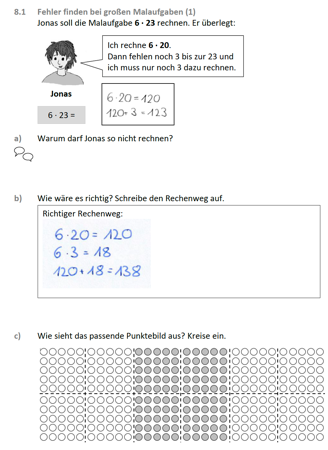 8.1 Fehler finden bei großen Malaufgaben (1)
Jonas soll die Malaufgabe 6 · 23 rechnen. Er überlegt:
Ich rechne 6 · 20.
Dann fehlen noch 3 bis zur 23 und
ich muss nur noch 3 dazu rechnen.
Jonas
6 · 23 =
6·20=120
120+3=123
a) Warum darf Jonas so nicht rechnen?
b) Wie wäre es richtig? Schreibe den Rechenweg auf.
Richtiger Rechenweg:
6·20=120
6·3=18
120+18=138
c) Wie sieht das passende Punktebild aus? Kreise ein.